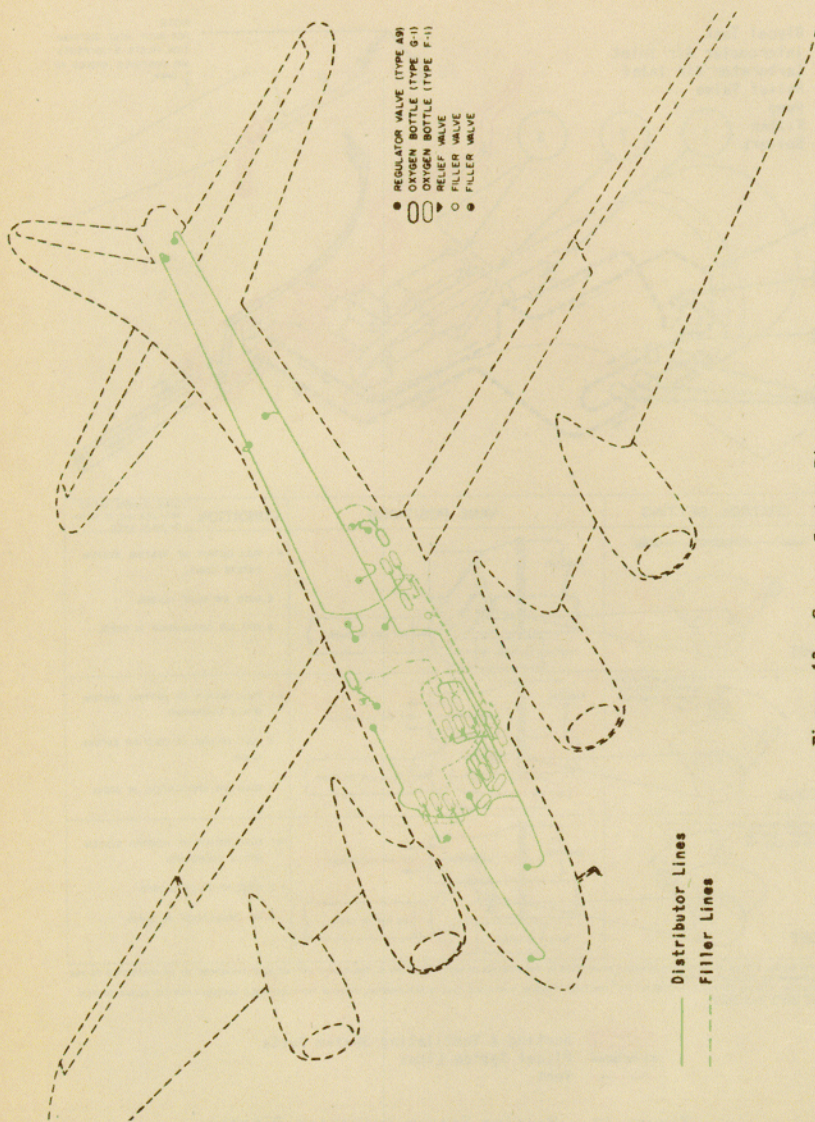 REGULATOR VALVE (TYPE A9)
OXYGEN BOTTLE (TYPE G-1)
OXYGEN BOTTLE (TYPE F-1)
RELIEF VALVE
FILLER VALVE
FILLER VALVE
Distributor Lines
Filler Lines